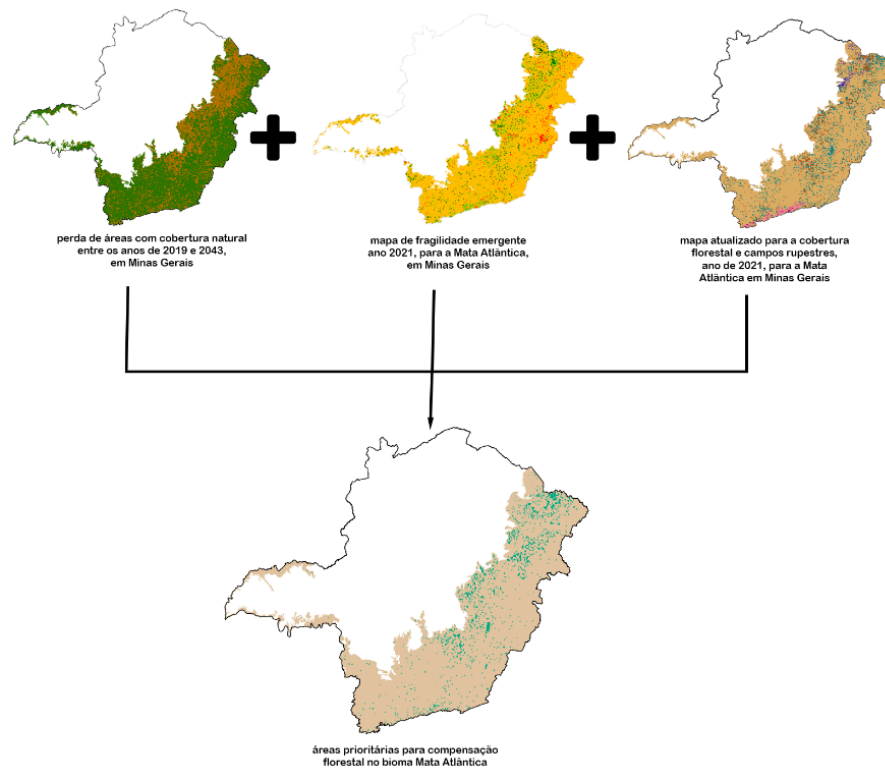 perda de áreas com cobertura natural
entre os anos de 2019 e 2043,
em Minas Gerais
mapa de fragilidade emergente
ano 2021, para a Mata Atlântica,
em Minas Gerais
mapa atualizado para a cobertura
florestal e campos rupestres,
ano de 2021, para a Mata
Atlântica em Minas Gerais
áreas prioritárias para compensação
florestal no bioma Mata Atlântica